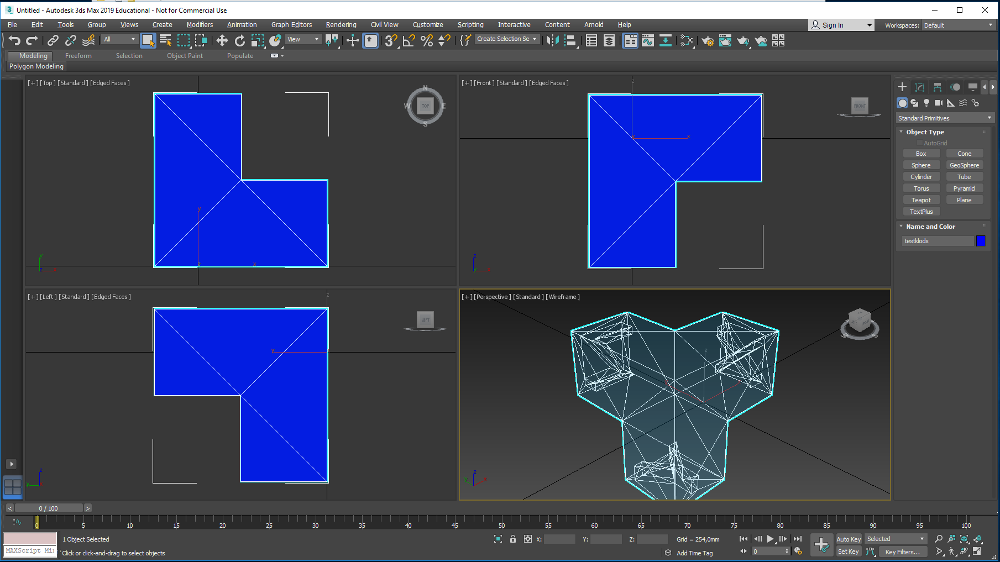 Untitled - Autodesk 3ds Max 2019 Educational - Not for Commercial Use
File Edit Tools Group Views Create Modifiers Animation Graph Editors Rendering Civil View Customize Scripting Interactive Content Arnold Help Sign In Workspaces: Default
All View Create Selection Se
Modeling Freeform Selection Object Paint Populate
Polygon Modeling
[+] [Top] [Standard] [Edged Faces]
N
W TOP E
S
y
z x
y
z x
[+] [Front] [Standard] [Edged Faces]
FRONT
z
x
z
y x
[+] [Left] [Standard] [Edged Faces]
LEFT
z
y
z
y
[+] [Perspective] [Standard] [Wireframe]
W S
z
z
y x
Standard Primitives
Object Type
AutoGrid
Box Cone
Sphere GeoSphere
Cylinder Tube
Torus Pyramid
Teapot Plane
TextPlus
Name and Color
testklods
< 0 / 100 >
0 5 10 15 20 25 30 35 40 45 50 55 60 65 70 75 80 85 90 95 100
1 Object Selected X: Y: Z: Grid = 254,0mm Auto Key Selected
MAXScript Mi Click or click-and-drag to select objects Add Time Tag 0 Set Key Key Filters...